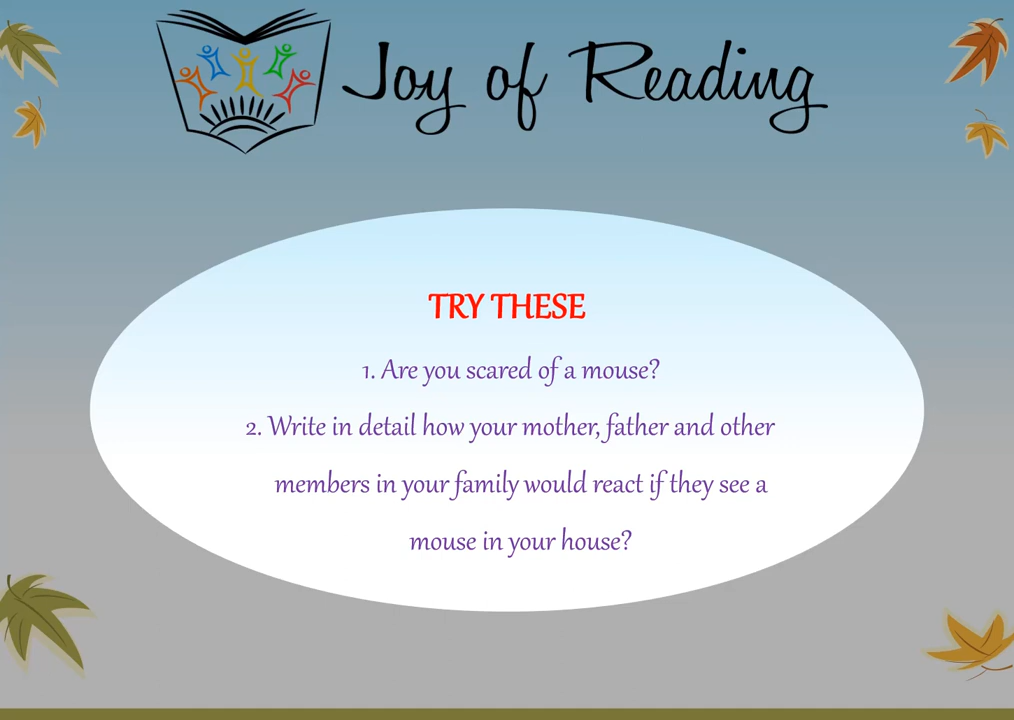 Joy of Reading
TRY THESE
1. Are you scared of a mouse?
2. Write in detail how your mother, father and other
members in your family would react if they see a
mouse in your house?